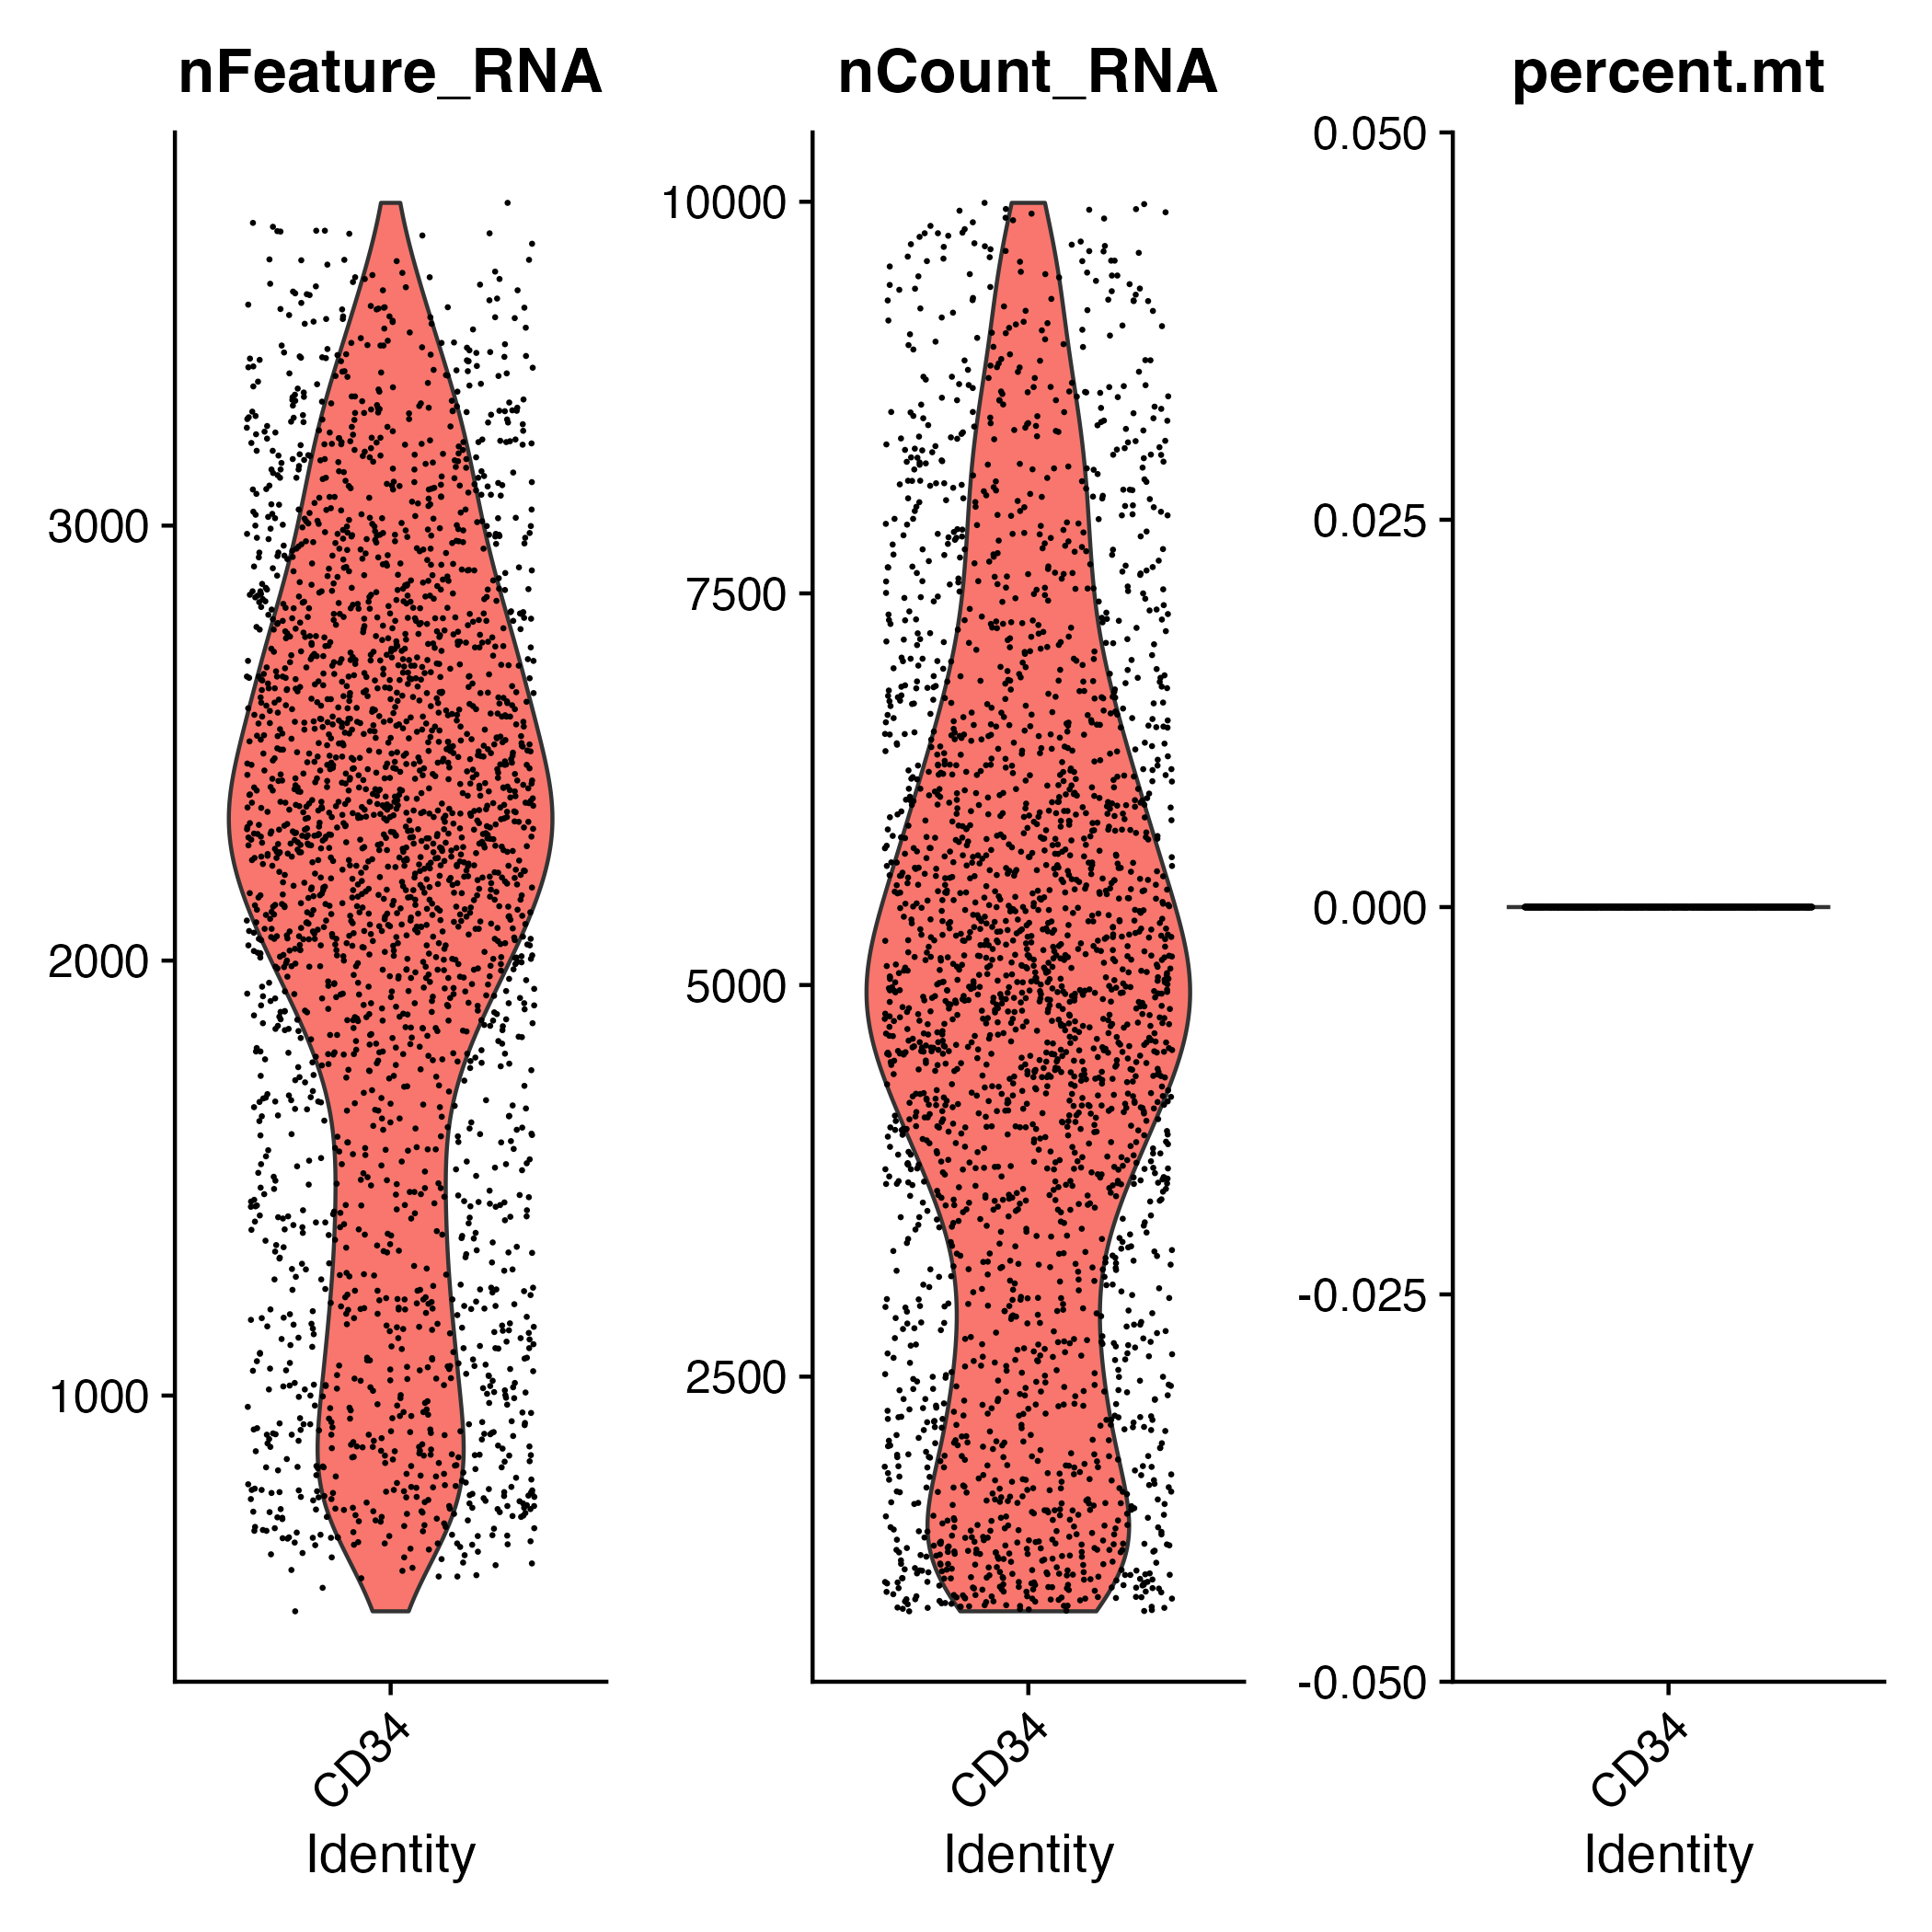 nFeature_RNA
3000
2000
1000
CD34
Identity
nCount_RNA
10000
7500
5000
2500
CD34
Identity
percent.mt
0.050
0.025
0.000
-0.025
-0.050
CD34
Identity